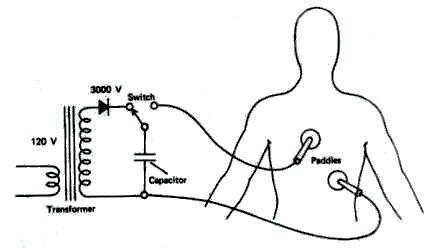 3000 V
Switch
120 V
Paddles
Capacitor
Transformer